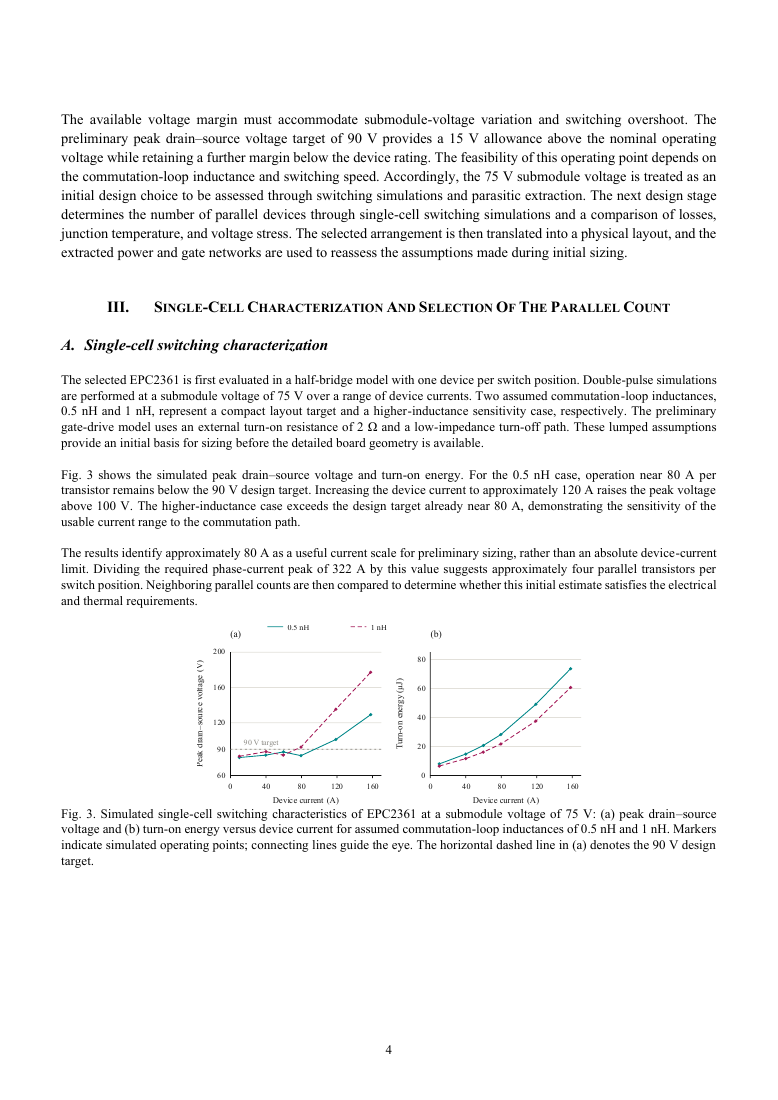 The available voltage margin must accommodate submodule-voltage variation and switching overshoot. The
preliminary peak drain–source voltage target of 90 V provides a 15 V allowance above the nominal operating
voltage while retaining a further margin below the device rating. The feasibility of this operating point depends on
the commutation-loop inductance and switching speed. Accordingly, the 75 V submodule voltage is treated as an
initial design choice to be assessed through switching simulations and parasitic extraction. The next design stage
determines the number of parallel devices through single-cell switching simulations and a comparison of losses,
junction temperature, and voltage stress. The selected arrangement is then translated into a physical layout, and the
extracted power and gate networks are used to reassess the assumptions made during initial sizing.
III. SINGLE-CELL CHARACTERIZATION AND SELECTION OF THE PARALLEL COUNT
A. Single-cell switching characterization
The selected EPC2361 is first evaluated in a half-bridge model with one device per switch position. Double-pulse simulations
are performed at a submodule voltage of 75 V over a range of device currents. Two assumed commutation-loop inductances,
0.5 nH and 1 nH, represent a compact layout target and a higher-inductance sensitivity case, respectively. The preliminary
gate-drive model uses an external turn-on resistance of 2 Ω and a low-impedance turn-off path. These lumped assumptions
provide an initial basis for sizing before the detailed board geometry is available.
Fig. 3 shows the simulated peak drain–source voltage and turn-on energy. For the 0.5 nH case, operation near 80 A per
transistor remains below the 90 V design target. Increasing the device current to approximately 120 A raises the peak voltage
above 100 V. The higher-inductance case exceeds the design target already near 80 A, demonstrating the sensitivity of the
usable current range to the commutation path.
The results identify approximately 80 A as a useful current scale for preliminary sizing, rather than an absolute device-current
limit. Dividing the required phase-current peak of 322 A by this value suggests approximately four parallel transistors per
switch position. Neighboring parallel counts are then compared to determine whether this initial estimate satisfies the electrical
and thermal requirements.
(a) 0.5 nH 1 nH
200
160
120
90
60
90 V target
Peak drain–source voltage (V)
0 40 80 120 160
Device current (A)
(b)
80
60
40
20
0
Turn-on energy (μJ)
0 40 80 120 160
Device current (A)
Fig. 3. Simulated single-cell switching characteristics of EPC2361 at a submodule voltage of 75 V: (a) peak drain–source
voltage and (b) turn-on energy versus device current for assumed commutation-loop inductances of 0.5 nH and 1 nH. Markers
indicate simulated operating points; connecting lines guide the eye. The horizontal dashed line in (a) denotes the 90 V design
target.
4